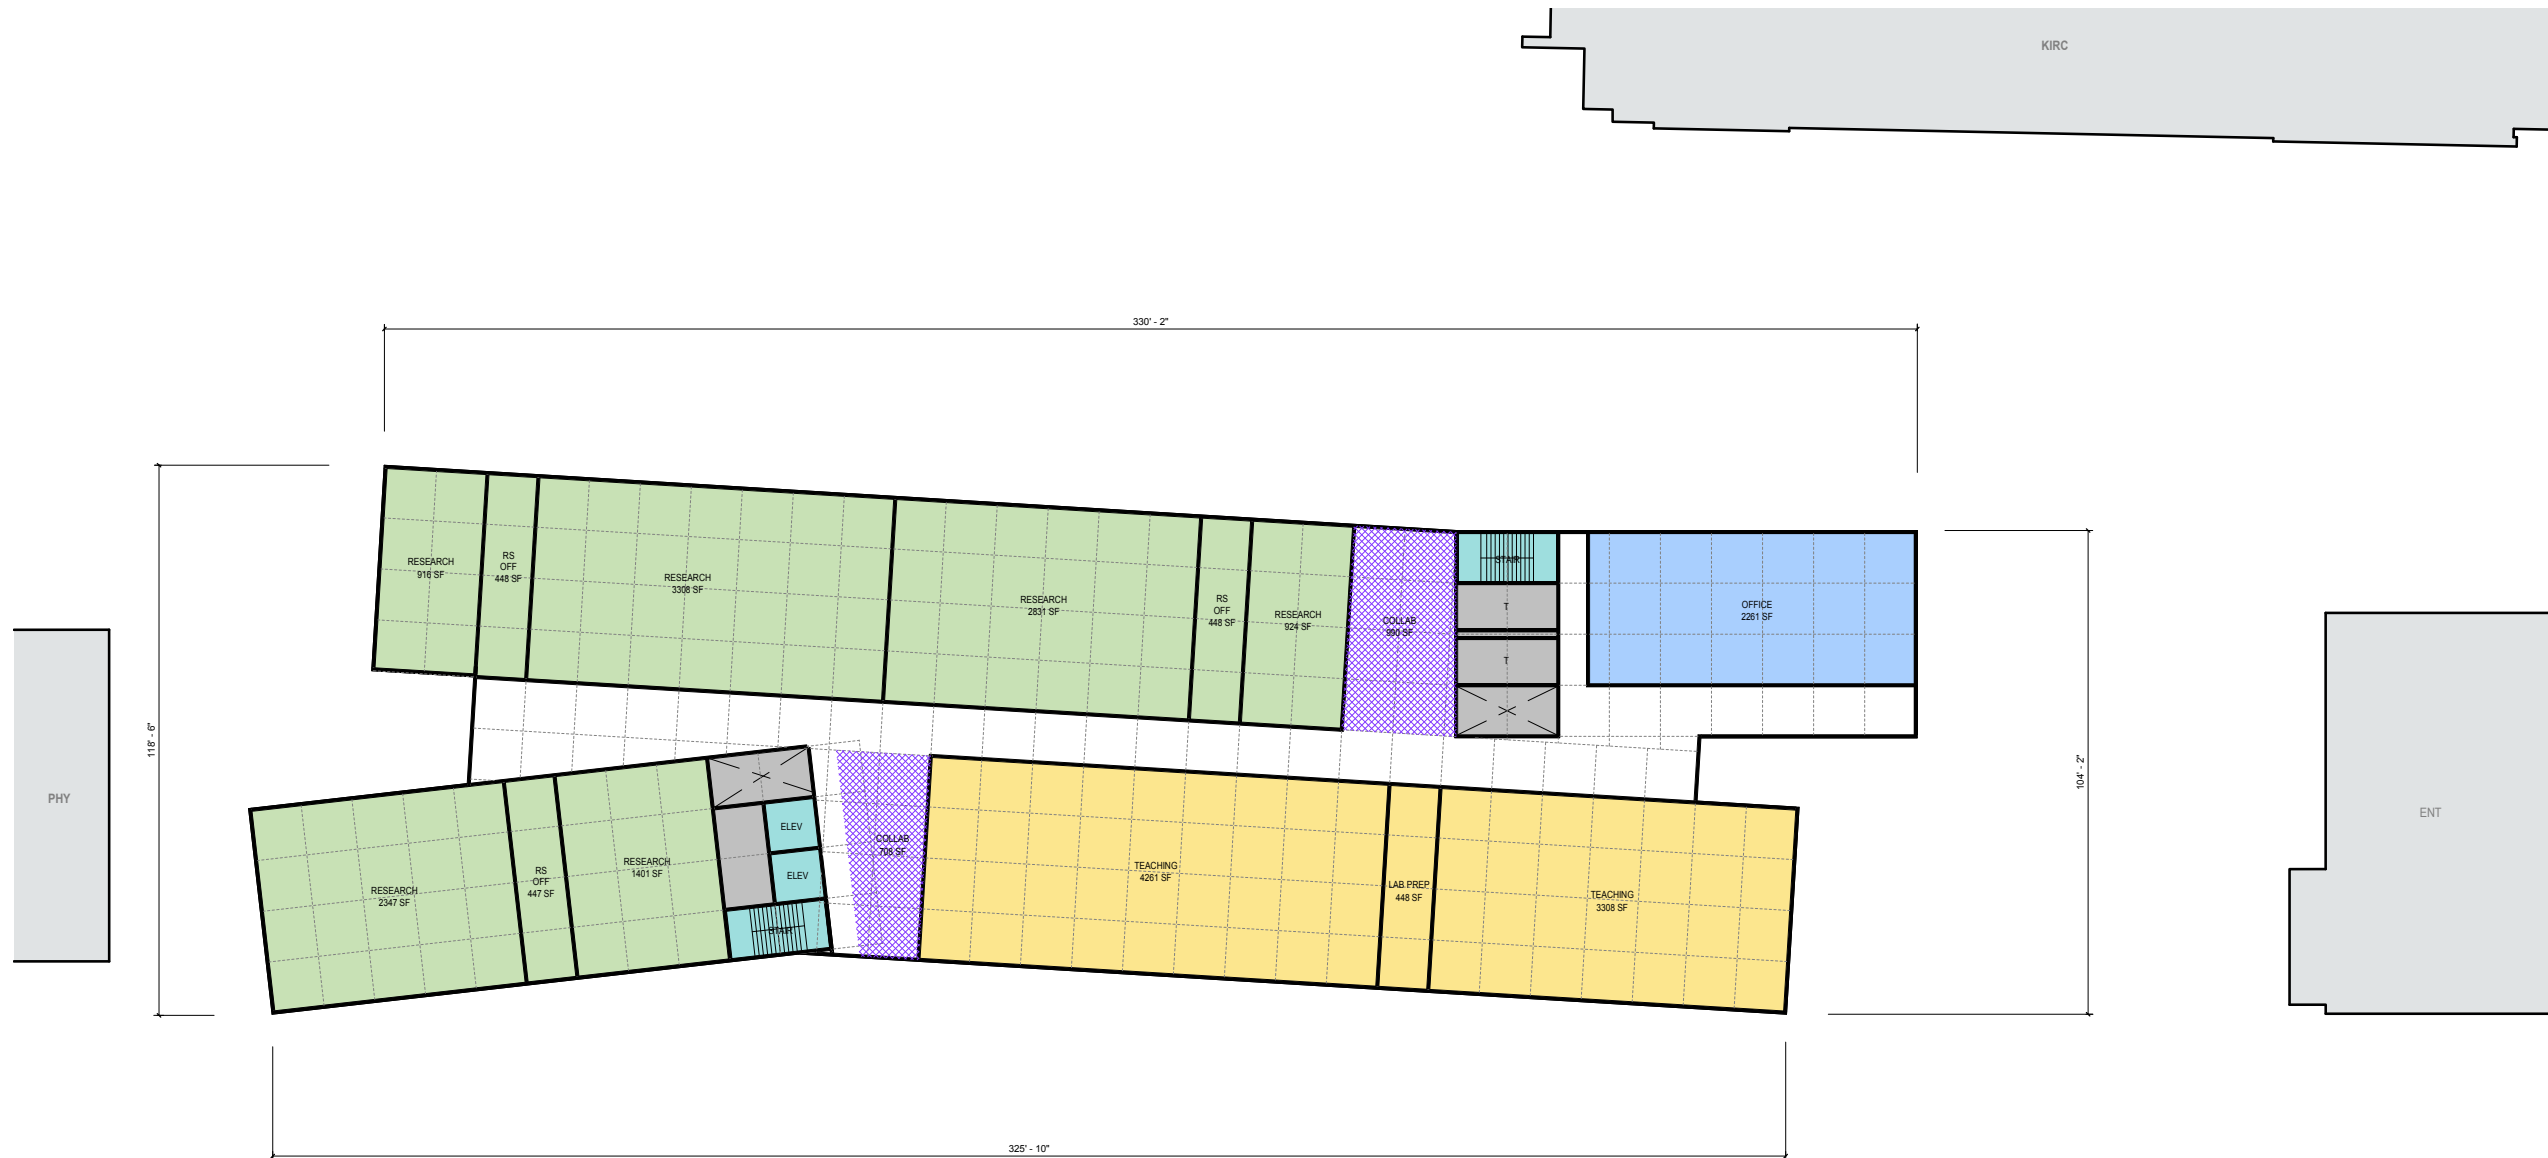 KIRC
330' - 2"
118' - 6"
RESEARCH
916 SF
RS
OFF
448 SF
RESEARCH
3308 SF
RESEARCH
2831 SF
RS
OFF
448 SF
RESEARCH
924 SF
COLLAB
990 SF
STAIR
T
T
OFFICE
2261 SF
104' - 2"
PHY
ENT
RESEARCH
2347 SF
RS
OFF
447 SF
RESEARCH
1401 SF
ELEV
ELEV
STAIR
COLLAB
708 SF
TEACHING
4261 SF
LAB PREP
448 SF
TEACHING
3308 SF
325' - 10"